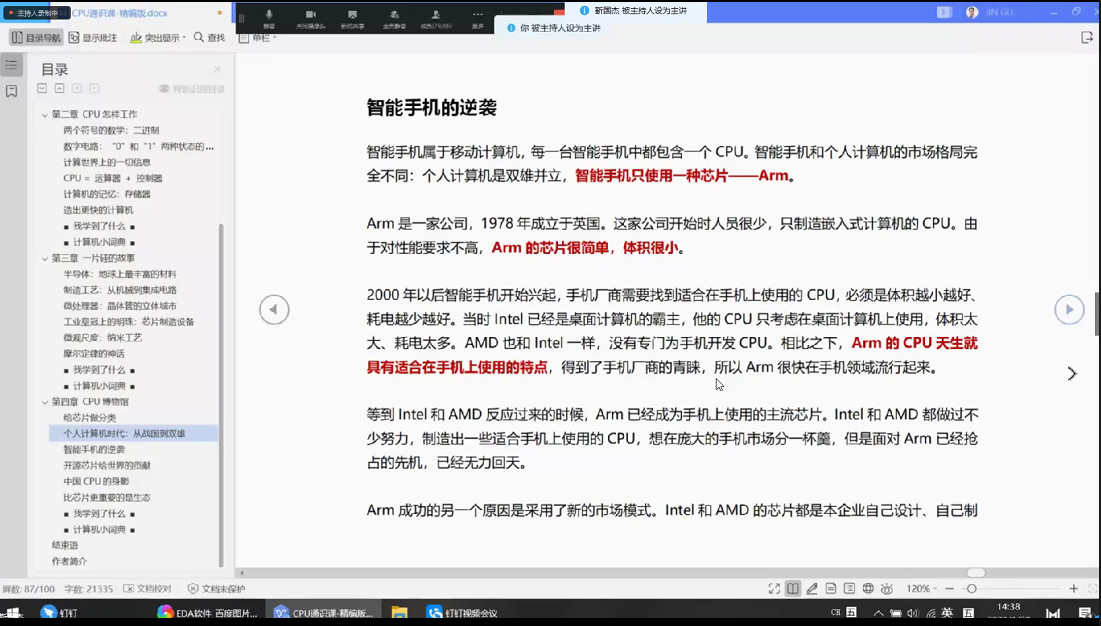 主持人录制中
CPU通识课-精编版.docx
静音
关闭摄像头
新的共享
全员静音
更多
新国杰 被主持人设为主讲
你 被主持人设为主讲
目录导航
显示批注
突出显示
查找
单栏
目录
智能识别目录
第二章 CPU 怎样工作
两个符号的数学：二进制
数字电路：“0”和“1”两种状态的...
计算世界上的一切信息
CPU = 运算器 + 控制器
计算机的记忆：存储器
造出更快的计算机
■ 我学到了什么 ■
■ 计算机小词典 ■
第三章 一片硅的故事
半导体：地球上最丰富的材料
制造工艺：从机械到集成电路
微处理器：晶体管的立体城市
工业皇冠上的明珠：芯片制造设备
微观尺度：纳米工艺
摩尔定律的神话
■ 我学到了什么 ■
■ 计算机小词典 ■
第四章 CPU 博物馆
给芯片做分类
个人计算机时代：从战国到双雄
智能手机的逆袭
开源芯片给世界的贡献
中国 CPU 的身影
比芯片更重要的是生态
■ 我学到了什么 ■
■ 计算机小词典 ■
结束语
作者简介
智能手机的逆袭
智能手机属于移动计算机，每一台智能手机中都包含一个 CPU。智能手机和个人计算机的市场格局完
全不同：个人计算机是双雄并立，智能手机只使用一种芯片——Arm。
Arm 是一家公司，1978 年成立于英国。这家公司开始时人员很少，只制造嵌入式计算机的 CPU。由
于对性能要求不高，Arm 的芯片很简单，体积很小。
2000 年以后智能手机开始兴起，手机厂商需要找到适合在手机上使用的 CPU，必须是体积越小越好、
耗电越少越好。当时 Intel 已经是桌面计算机的霸主，他的 CPU 只考虑在桌面计算机上使用，体积太
大、耗电太多。AMD 也和 Intel 一样，没有专门为手机开发 CPU。相比之下，Arm 的 CPU 天生就
具有适合在手机上使用的特点，得到了手机厂商的青睐，所以 Arm 很快在手机领域流行起来。
等到 Intel 和 AMD 反应过来的时候，Arm 已经成为手机上使用的主流芯片。Intel 和 AMD 都做过不
少努力，制造出一些适合手机上使用的 CPU，想在庞大的手机市场分一杯羹，但是面对 Arm 已经抢
占的先机，已经无力回天。
Arm 成功的另一个原因是采用了新的市场模式。Intel 和 AMD 的芯片都是本企业自己设计、自己制
屏数: 87/100
字数: 21335
文档校对
文档未保护
120%
钉钉
EDA软件 百度图片...
CPU通识课-精编版...
钉钉视频会议
CH
英
14:38